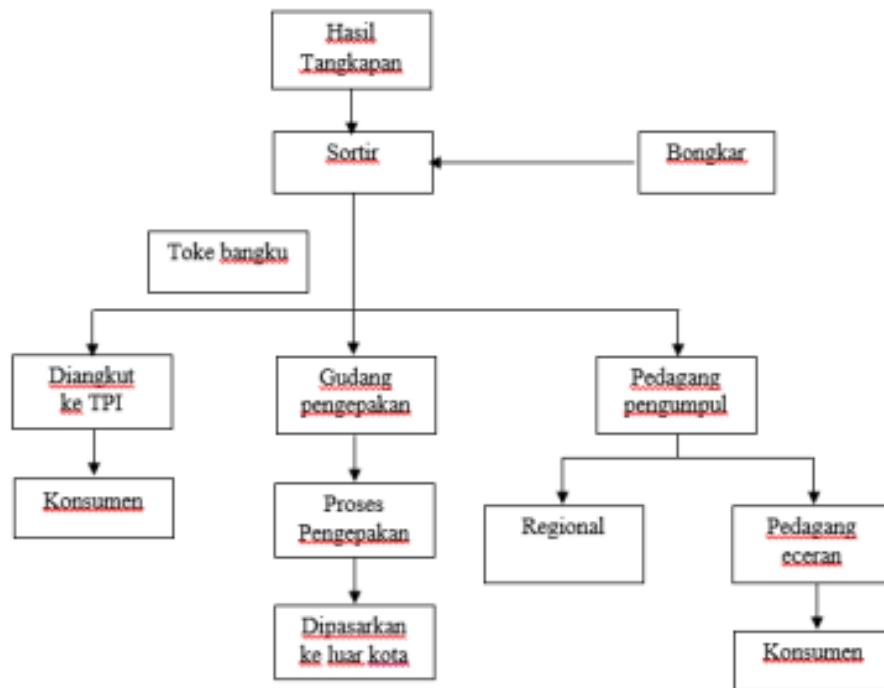 Hasil
Tangkapan
Sortir
Bongkar
Toke bangku
Diangkut
ke TPI
Gudang
pengepakan
Pedagang
pengumpul
Konsumen
Proses
Pengepakan
Regional
Pedagang
eceran
Dipasarkan
ke luar kota
Konsumen